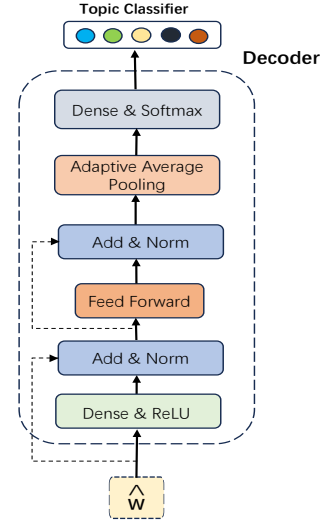 Topic Classifier
Decoder
Dense & Softmax
Adaptive Average
Pooling
Add & Norm
Feed Forward
Add & Norm
Dense & ReLU
Ŵ